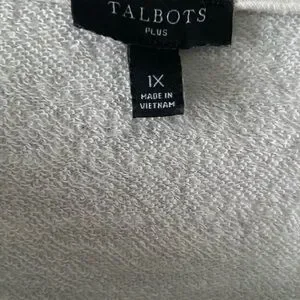 TALBOTS
PLUS
1X
MADE IN
VIETNAM